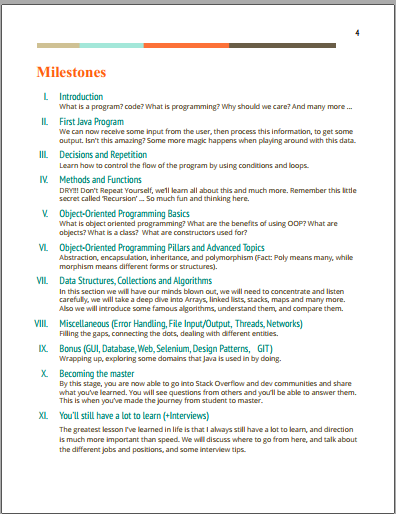 4
Milestones
I. Introduction
What is a program? code? What is programming? Why should we care? And many more ...
II. First Java Program
We can now receive some input from the user, then process this information, to get some
output. Isn't this amazing? Some more magic happens when playing around with this data.
III. Decisions and Repetition
Learn how to control the flow of the program by using conditions and loops.
IV. Methods and Functions
DRY!!! Don't Repeat Yourself, we'll learn all about this and much more. Remember this little
secret called 'Recursion' ... So much fun and thinking here.
V. Object-Oriented Programming Basics
What is object oriented programming? What are the benefits of using OOP? What are
objects? What is a class? What are constructors used for?
VI. Object-Oriented Programming Pillars and Advanced Topics
Abstraction, encapsulation, inheritance, and polymorphism (Fact: Poly means many, while
morphism means different forms or structures).
VII. Data Structures, Collections and Algorithms
In this section we will have our minds blown out, we will need to concentrate and listen
carefully, we will take a deep dive into Arrays, linked lists, stacks, maps and many more.
Also we will introduce some famous algorithms, understand them, and compare them.
VIII. Miscellaneous (Error Handling, File Input/Output, Threads, Networks)
Filling the gaps, connecting the dots, dealing with different entities.
IX. Bonus (GUI, Database, Web, Selenium, Design Patterns, GIT)
Wrapping up, exploring some domains that Java is used in by doing.
X. Becoming the master
By this stage, you are now able to go into Stack Overflow and dev communities and share
what you've learned. You will see questions from others and you'll be able to answer them.
This is when you've made the journey from student to master.
XI. You'll still have a lot to learn (+Interviews)
The greatest lesson I've learned in life is that I always still have a lot to learn, and direction
is much more important than speed. We will discuss where to go from here, and talk about
the different jobs and positions, and some interview tips.